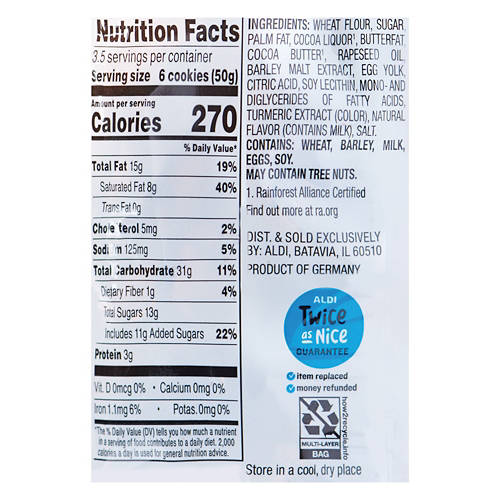 Nutrition Facts
3.5 servings per container
Serving size 6 cookies (50g)
Amount per serving
Calories 270
% Daily Value*
Total Fat 15g 19%
Saturated Fat 8g 40%
Trans Fat 0g
Cholesterol 5mg 2%
Sodium 125mg 5%
Total Carbohydrate 31g 11%
Dietary Fiber 1g 4%
Total Sugars 13g
Includes 11g Added Sugars 22%
Protein 3g
Vit. D 0mcg 0% • Calcium 0mg 0%
Iron 1.1mg 6% • Potas. 0mg 0%
*The % Daily Value (DV) tells you how much a nutrient
in a serving of food contributes to a daily diet. 2,000
calories a day is used for general nutrition advice.
INGREDIENTS: WHEAT FLOUR, SUGAR,
PALM FAT, COCOA LIQUOR¹, BUTTERFAT,
COCOA BUTTER¹, RAPESEED OIL,
BARLEY MALT EXTRACT, EGG YOLK,
CITRIC ACID, SOY LECITHIN, MONO- AND
DIGLYCERIDES OF FATTY ACIDS,
TURMERIC EXTRACT (COLOR), NATURAL
FLAVOR (CONTAINS MILK), SALT.
CONTAINS: WHEAT, BARLEY, MILK,
EGGS, SOY.
MAY CONTAIN TREE NUTS.
1. Rainforest Alliance Certified
Find out more at ra.org
DIST. & SOLD EXCLUSIVELY
BY: ALDI, BATAVIA, IL 60510
PRODUCT OF GERMANY
ALDI
Twice
as Nice
GUARANTEE
item replaced
money refunded
how2recycle.info
MULTI-LAYER
BAG
Store in a cool, dry place